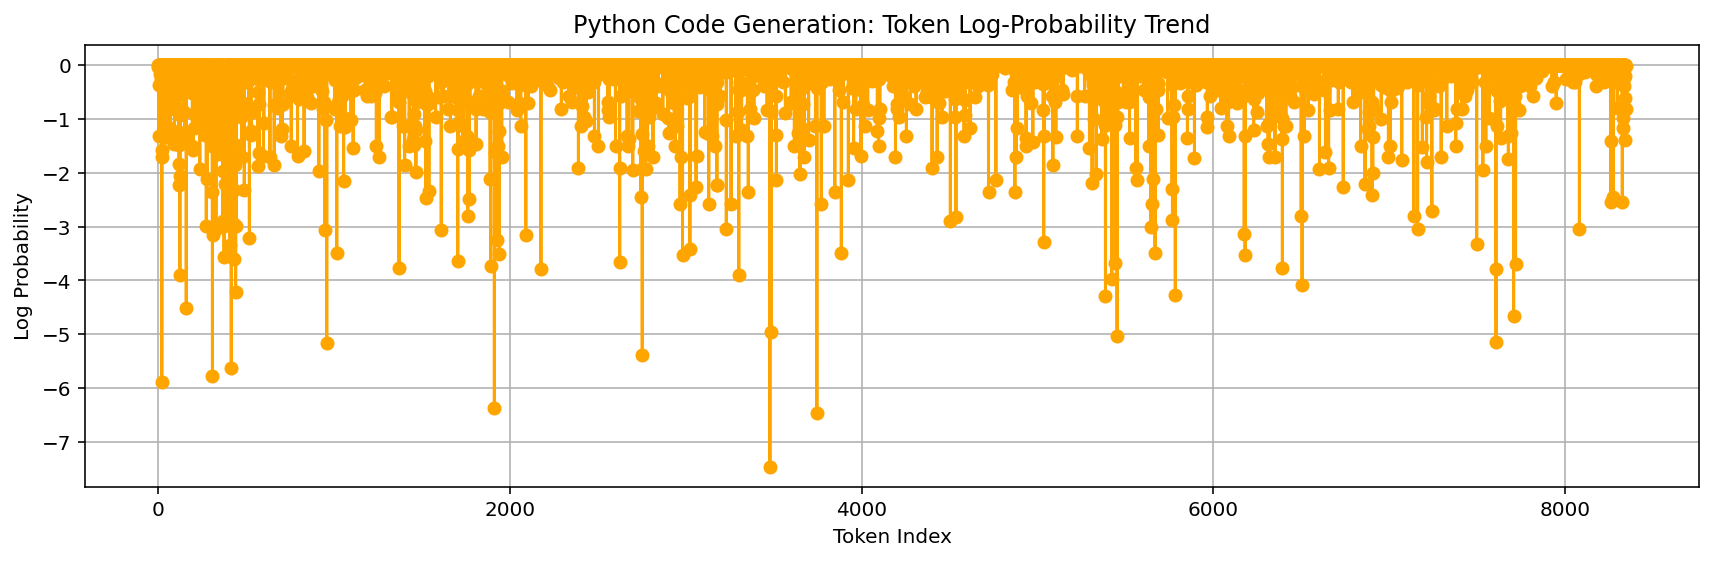 Python Code Generation: Token Log-Probability Trend
Log Probability
0
−1
−2
−3
−4
−5
−6
−7
0 2000 4000 6000 8000
Token Index